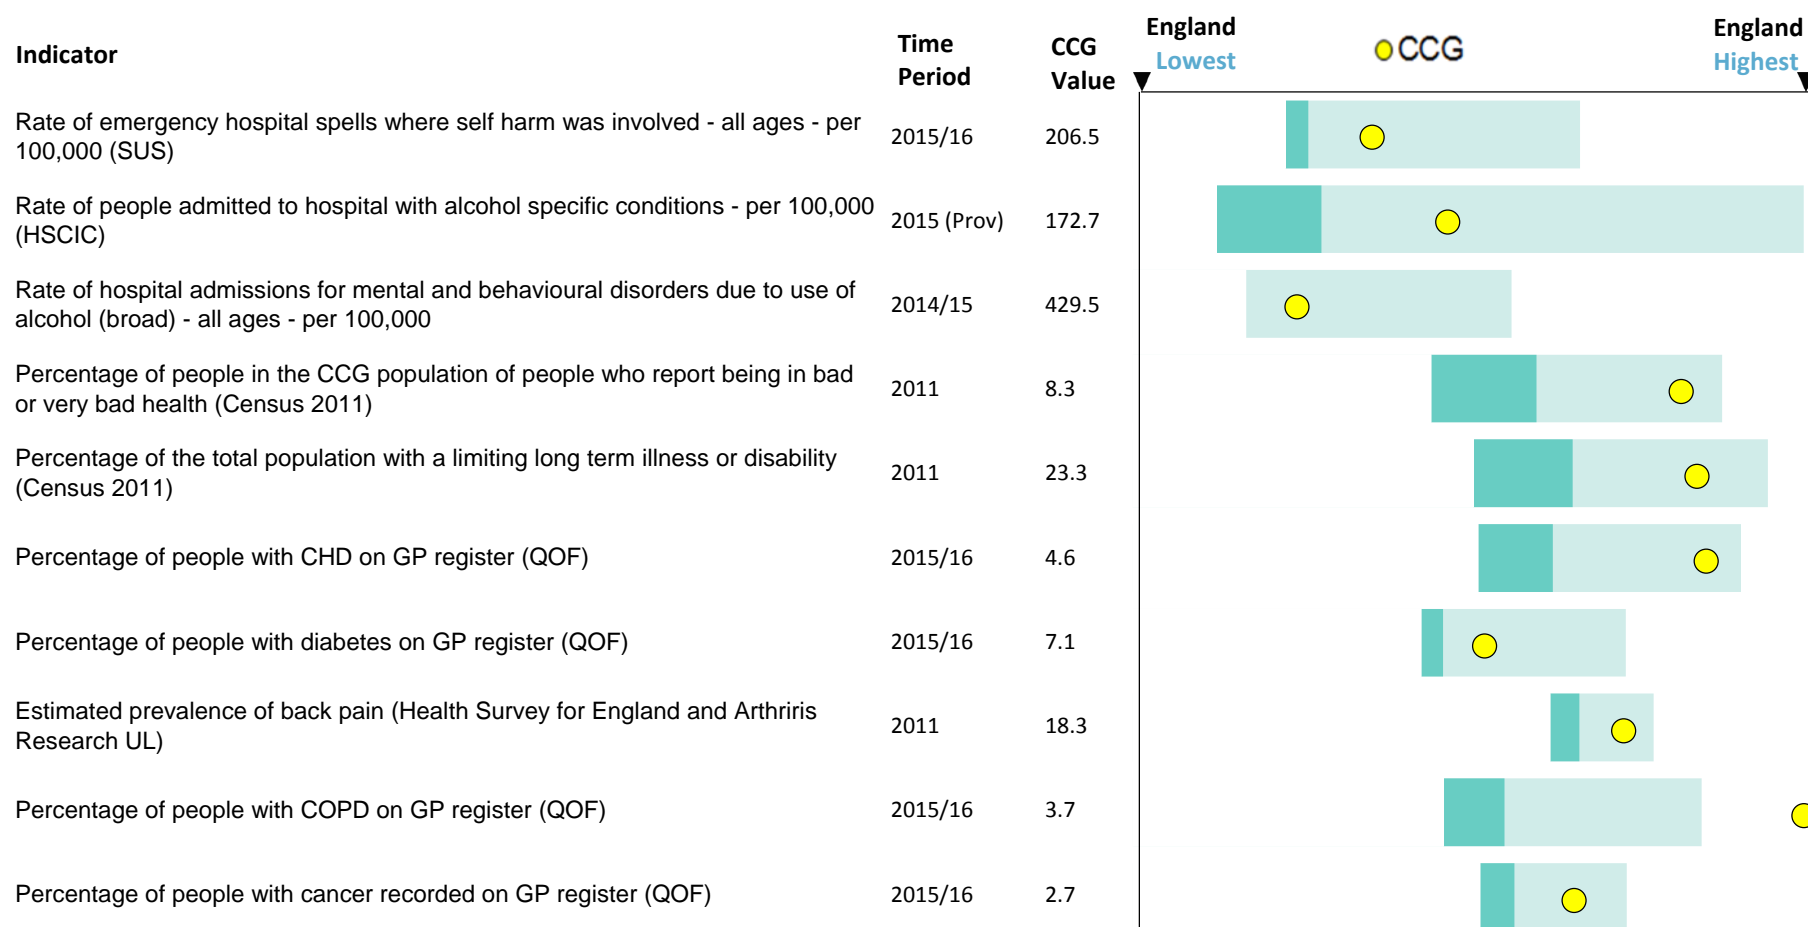 Indicator
Time
Period
CCG
Value
England
Lowest
CCG
England
Highest
Rate of emergency hospital spells where self harm was involved - all ages - per
100,000 (SUS)
2015/16
206.5
Rate of people admitted to hospital with alcohol specific conditions - per 100,000
(HSCIC)
2015 (Prov)
172.7
Rate of hospital admissions for mental and behavioural disorders due to use of
alcohol (broad) - all ages - per 100,000
2014/15
429.5
Percentage of people in the CCG population of people who report being in bad
or very bad health (Census 2011)
2011
8.3
Percentage of the total population with a limiting long term illness or disability
(Census 2011)
2011
23.3
Percentage of people with CHD on GP register (QOF)
2015/16
4.6
Percentage of people with diabetes on GP register (QOF)
2015/16
7.1
Estimated prevalence of back pain (Health Survey for England and Arthriris
Research UL)
2011
18.3
Percentage of people with COPD on GP register (QOF)
2015/16
3.7
Percentage of people with cancer recorded on GP register (QOF)
2015/16
2.7